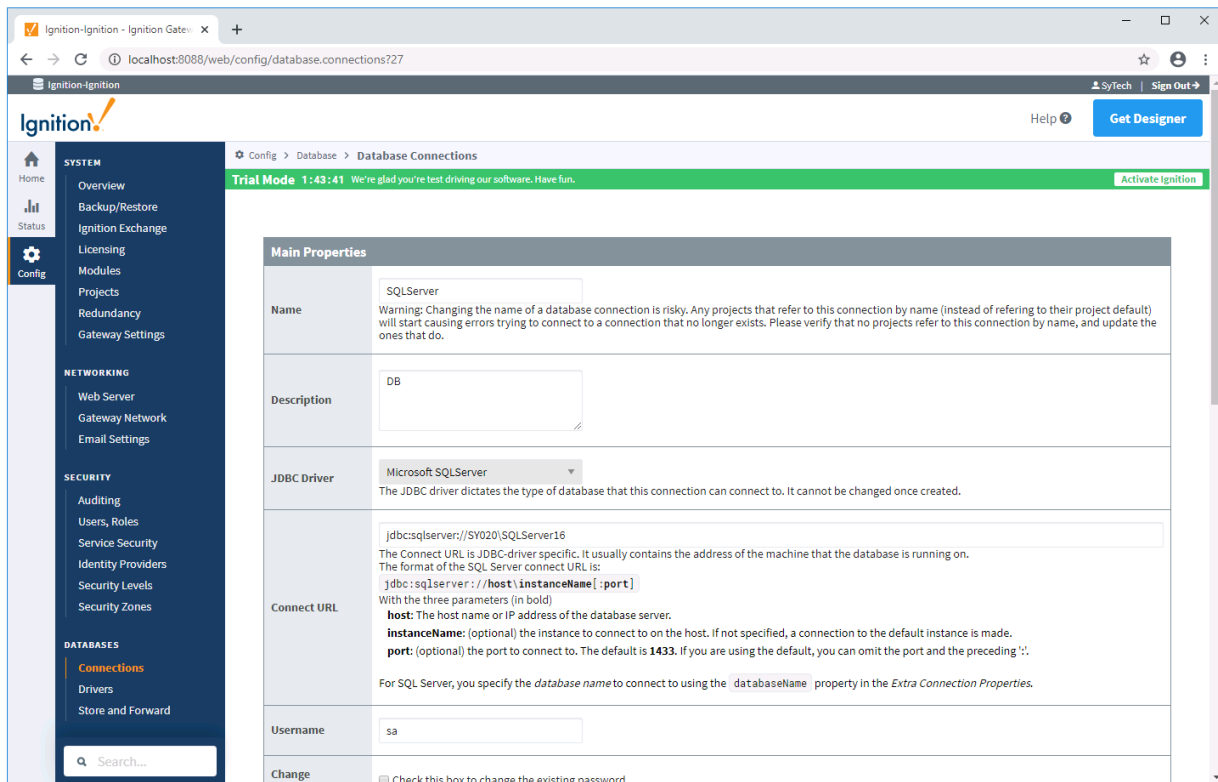 Ignition-Ignition - Ignition Gatew
localhost:8088/web/config/database.connections?27
Ignition-Ignition
SyTech | Sign Out
Ignition!
Help
Get Designer
Home
Status
Config
SYSTEM
Overview
Backup/Restore
Ignition Exchange
Licensing
Modules
Projects
Redundancy
Gateway Settings
NETWORKING
Web Server
Gateway Network
Email Settings
SECURITY
Auditing
Users, Roles
Service Security
Identity Providers
Security Levels
Security Zones
DATABASES
Connections
Drivers
Store and Forward
Search...
Config > Database > Database Connections
Trial Mode 1:43:41 We're glad you're test driving our software. Have fun.
Activate Ignition
Main Properties
Name
SQLServer
Warning: Changing the name of a database connection is risky. Any projects that refer to this connection by name (instead of refering to their project default)
will start causing errors trying to connect to a connection that no longer exists. Please verify that no projects refer to this connection by name, and update the
ones that do.
Description
DB
JDBC Driver
Microsoft SQLServer
The JDBC driver dictates the type of database that this connection can connect to. It cannot be changed once created.
Connect URL
jdbc:sqlserver://SY020\SQLServer16
The Connect URL is JDBC-driver specific. It usually contains the address of the machine that the database is running on.
The format of the SQL Server connect URL is:
jdbc:sqlserver://host\instanceName[:port]
With the three parameters (in bold)
host: The host name or IP address of the database server.
instanceName: (optional) the instance to connect to on the host. If not specified, a connection to the default instance is made.
port: (optional) the port to connect to. The default is 1433. If you are using the default, you can omit the port and the preceding ':'.
For SQL Server, you specify the database name to connect to using the databaseName property in the Extra Connection Properties.
Username
sa
Change
Check this box to change the existing password.